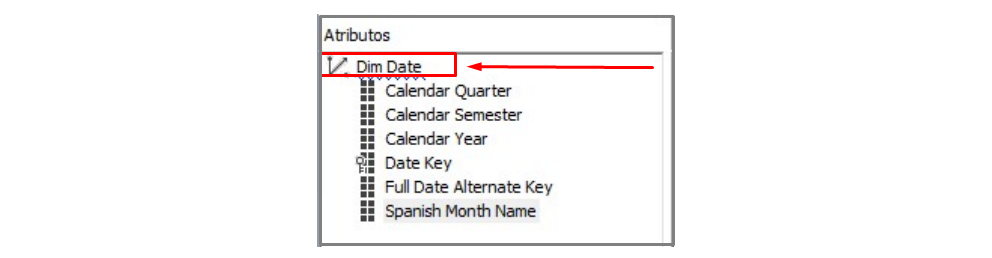 Atributos
Dim Date
Calendar Quarter
Calendar Semester
Calendar Year
Date Key
Full Date Alternate Key
Spanish Month Name